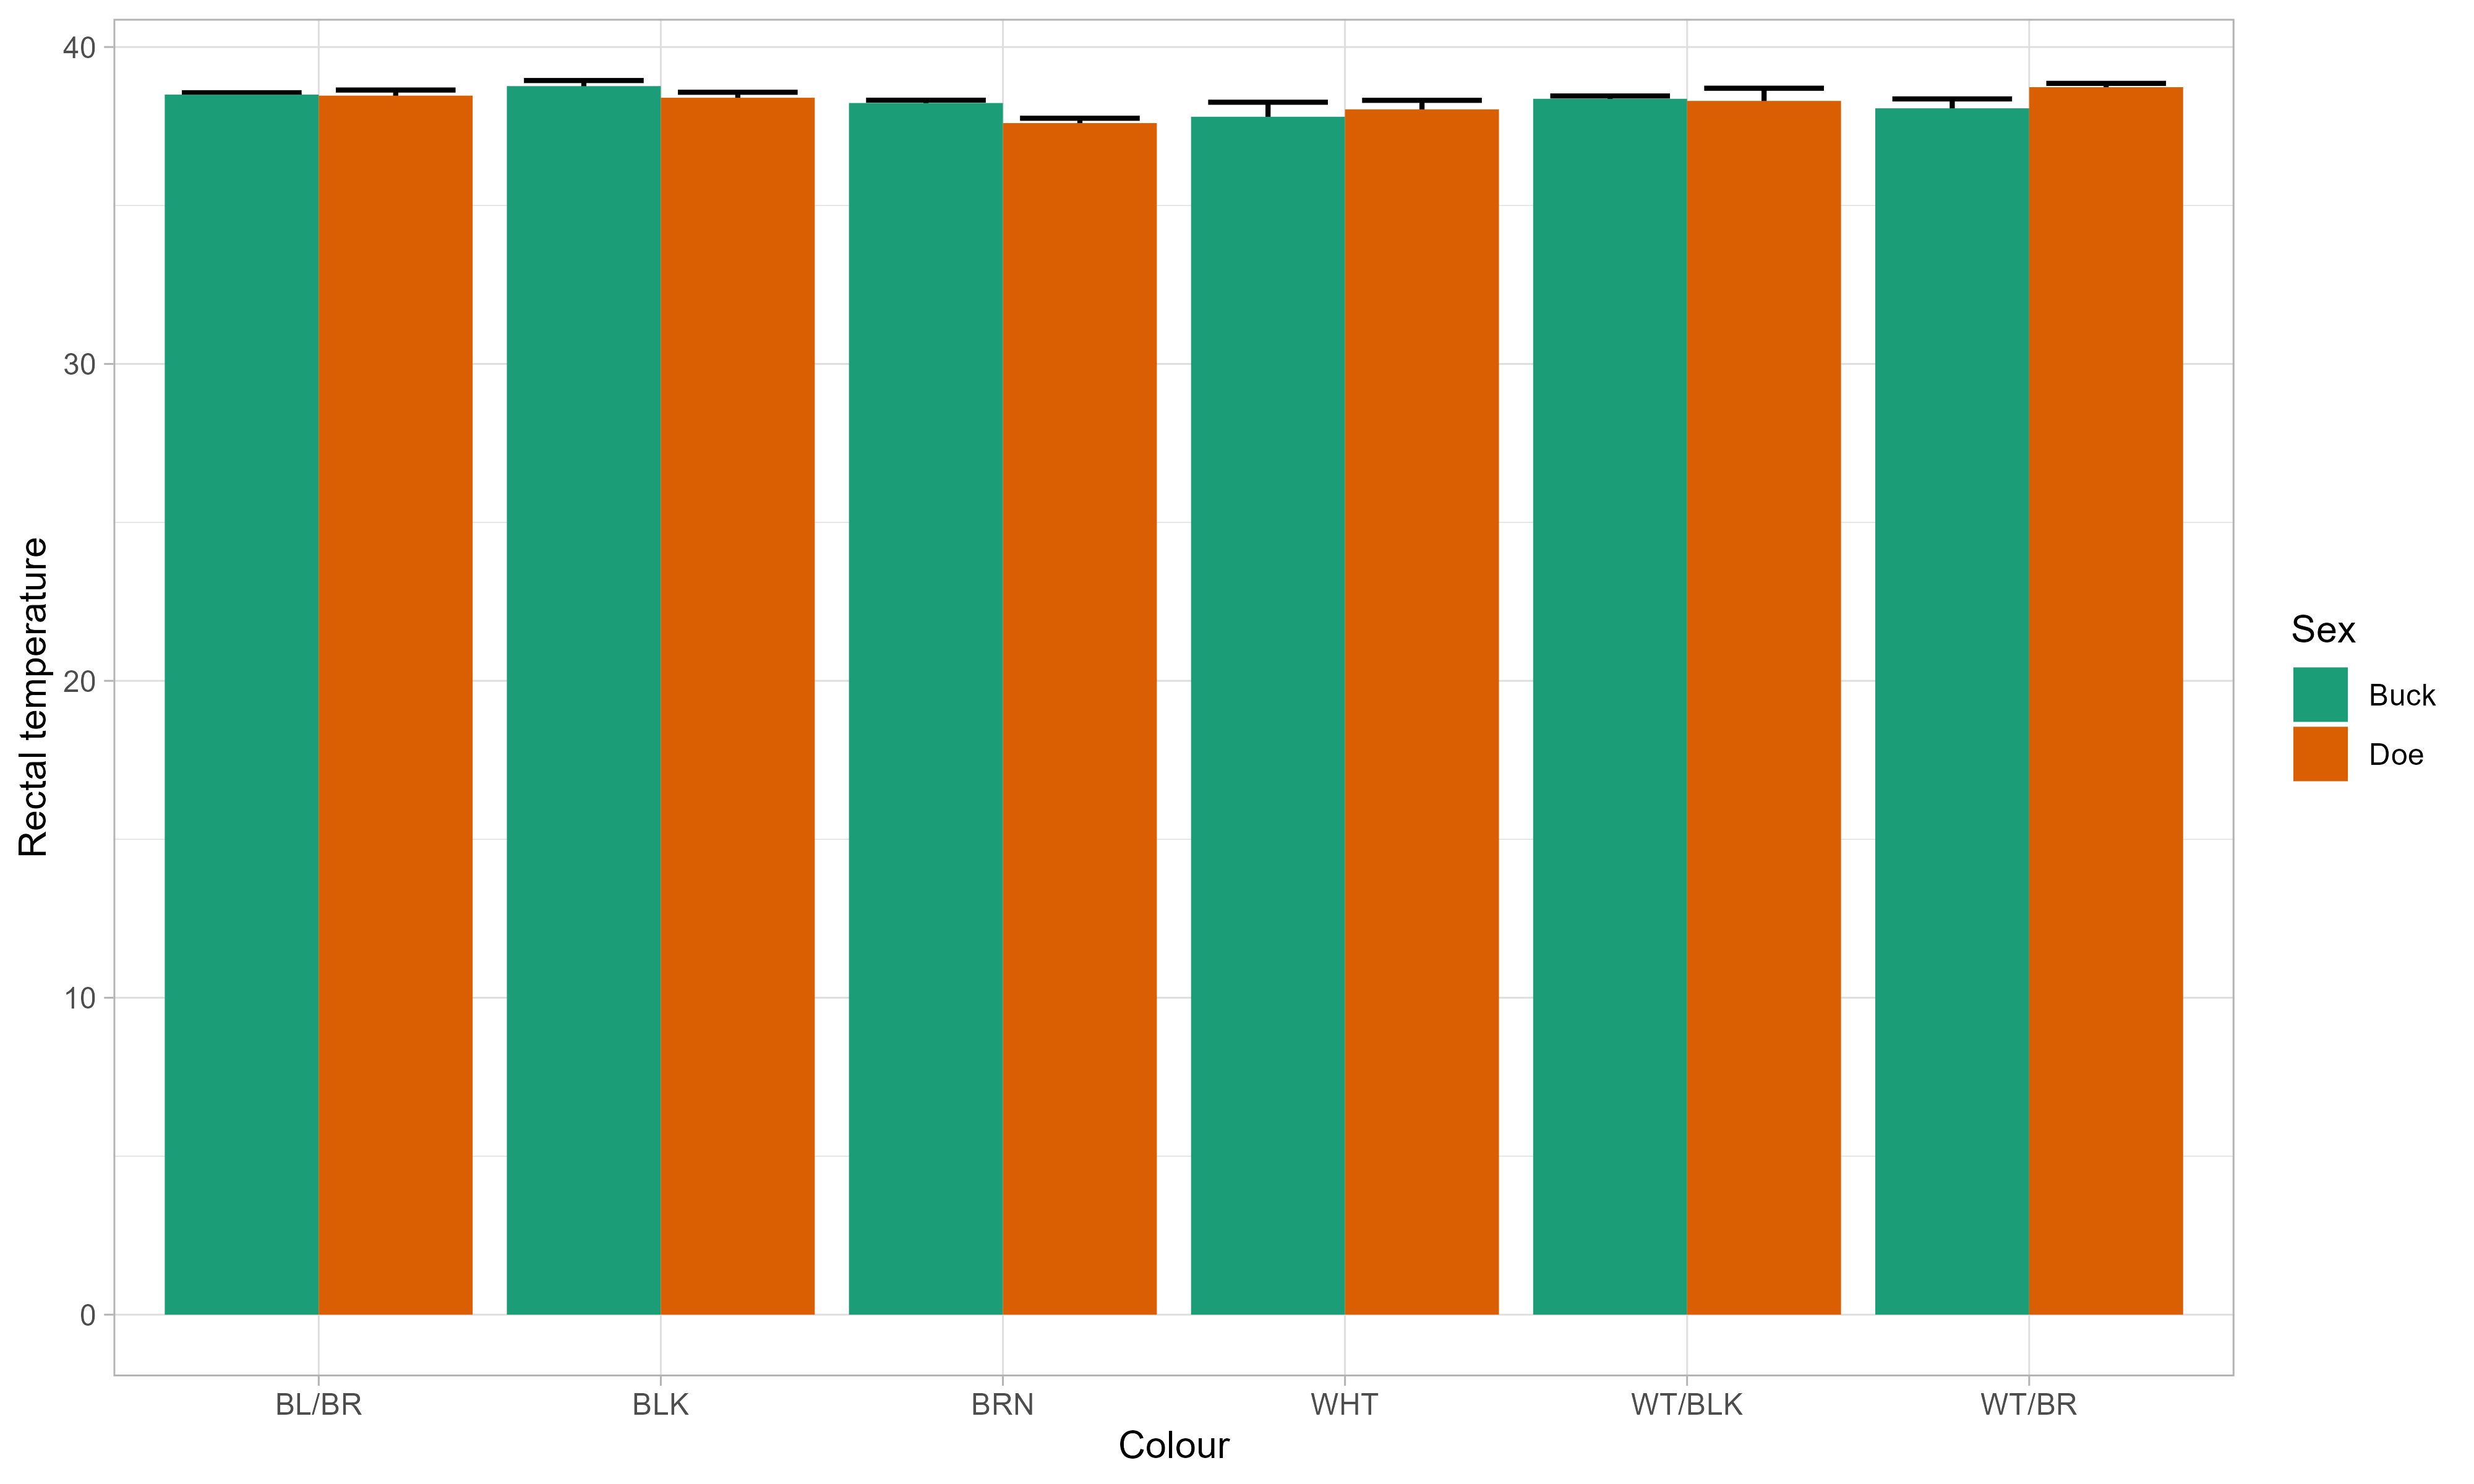 40
30
20
10
0
Rectal temperature
BL/BR
BLK
BRN
WHT
WT/BLK
WT/BR
Colour
Sex
Buck
Doe